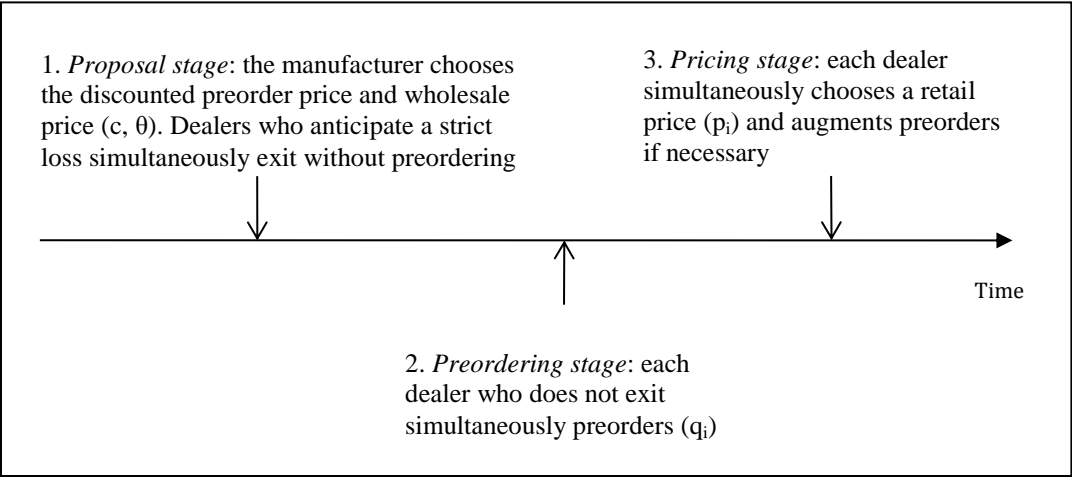 1. Proposal stage: the manufacturer chooses
the discounted preorder price and wholesale
price (c, θ). Dealers who anticipate a strict
loss simultaneously exit without preordering
3. Pricing stage: each dealer
simultaneously chooses a retail
price (pᵢ) and augments preorders
if necessary
Time
2. Preordering stage: each
dealer who does not exit
simultaneously preorders (qᵢ)